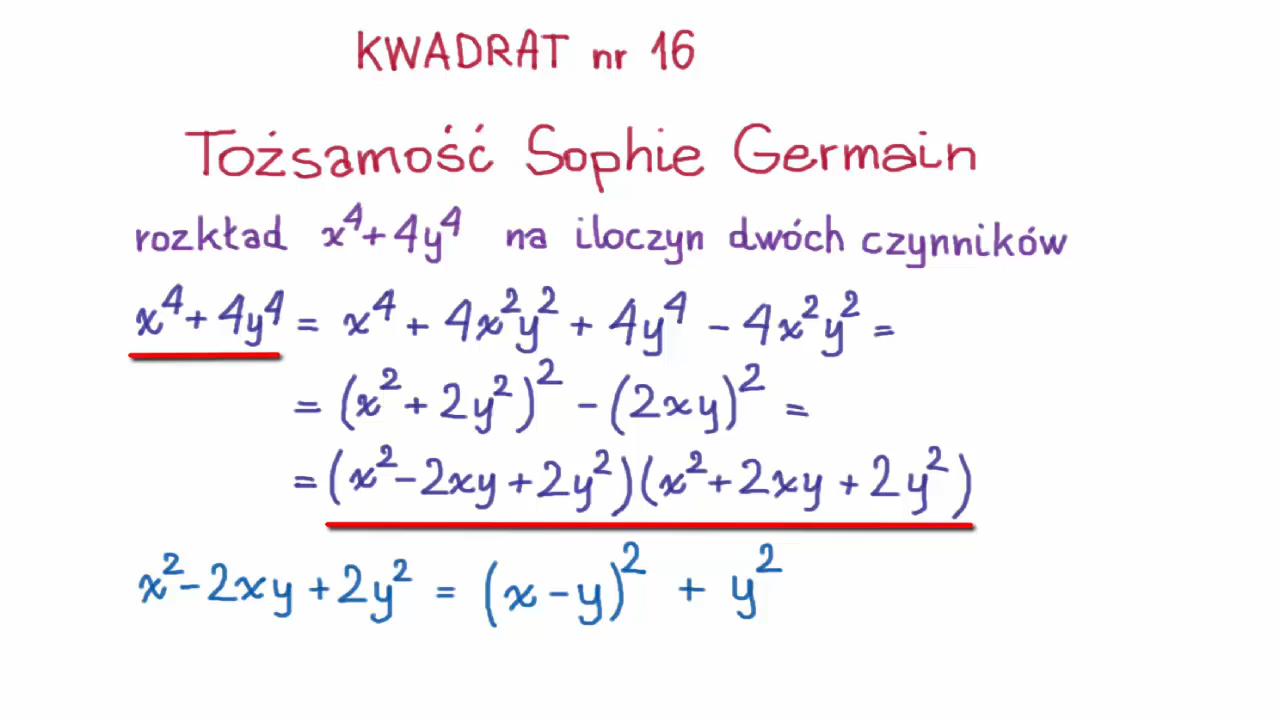 KWADRAT nr 16
Tożsamość Sophie Germain
rozkład x⁴+4y⁴ na iloczyn dwóch czynników
x⁴+4y⁴ = x⁴ + 4x²y² + 4y⁴ − 4x²y² =
= (x² + 2y²)² − (2xy)² =
= (x²−2xy+2y²)(x²+2xy+2y²)
x²−2xy+2y² = (x−y)² + y²